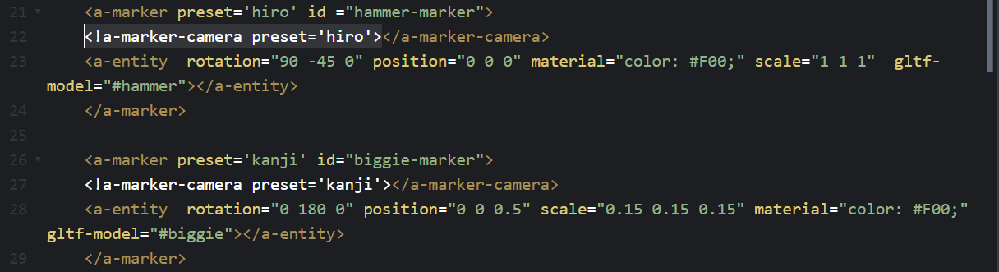 21 <a-marker preset='hiro' id ="hammer-marker">
22 <!a-marker-camera preset='hiro'></a-marker-camera>
23 <a-entity  rotation="90 -45 0" position="0 0 0" material="color: #F00;" scale="1 1 1"  gltf-
model="#hammer"></a-entity>
24 </a-marker>
25
26 <a-marker preset='kanji' id="biggie-marker">
27 <!a-marker-camera preset='kanji'></a-marker-camera>
28 <a-entity  rotation="0 180 0" position="0 0 0.5" scale="0.15 0.15 0.15" material="color: #F00;"
gltf-model="#biggie"></a-entity>
29 </a-marker>